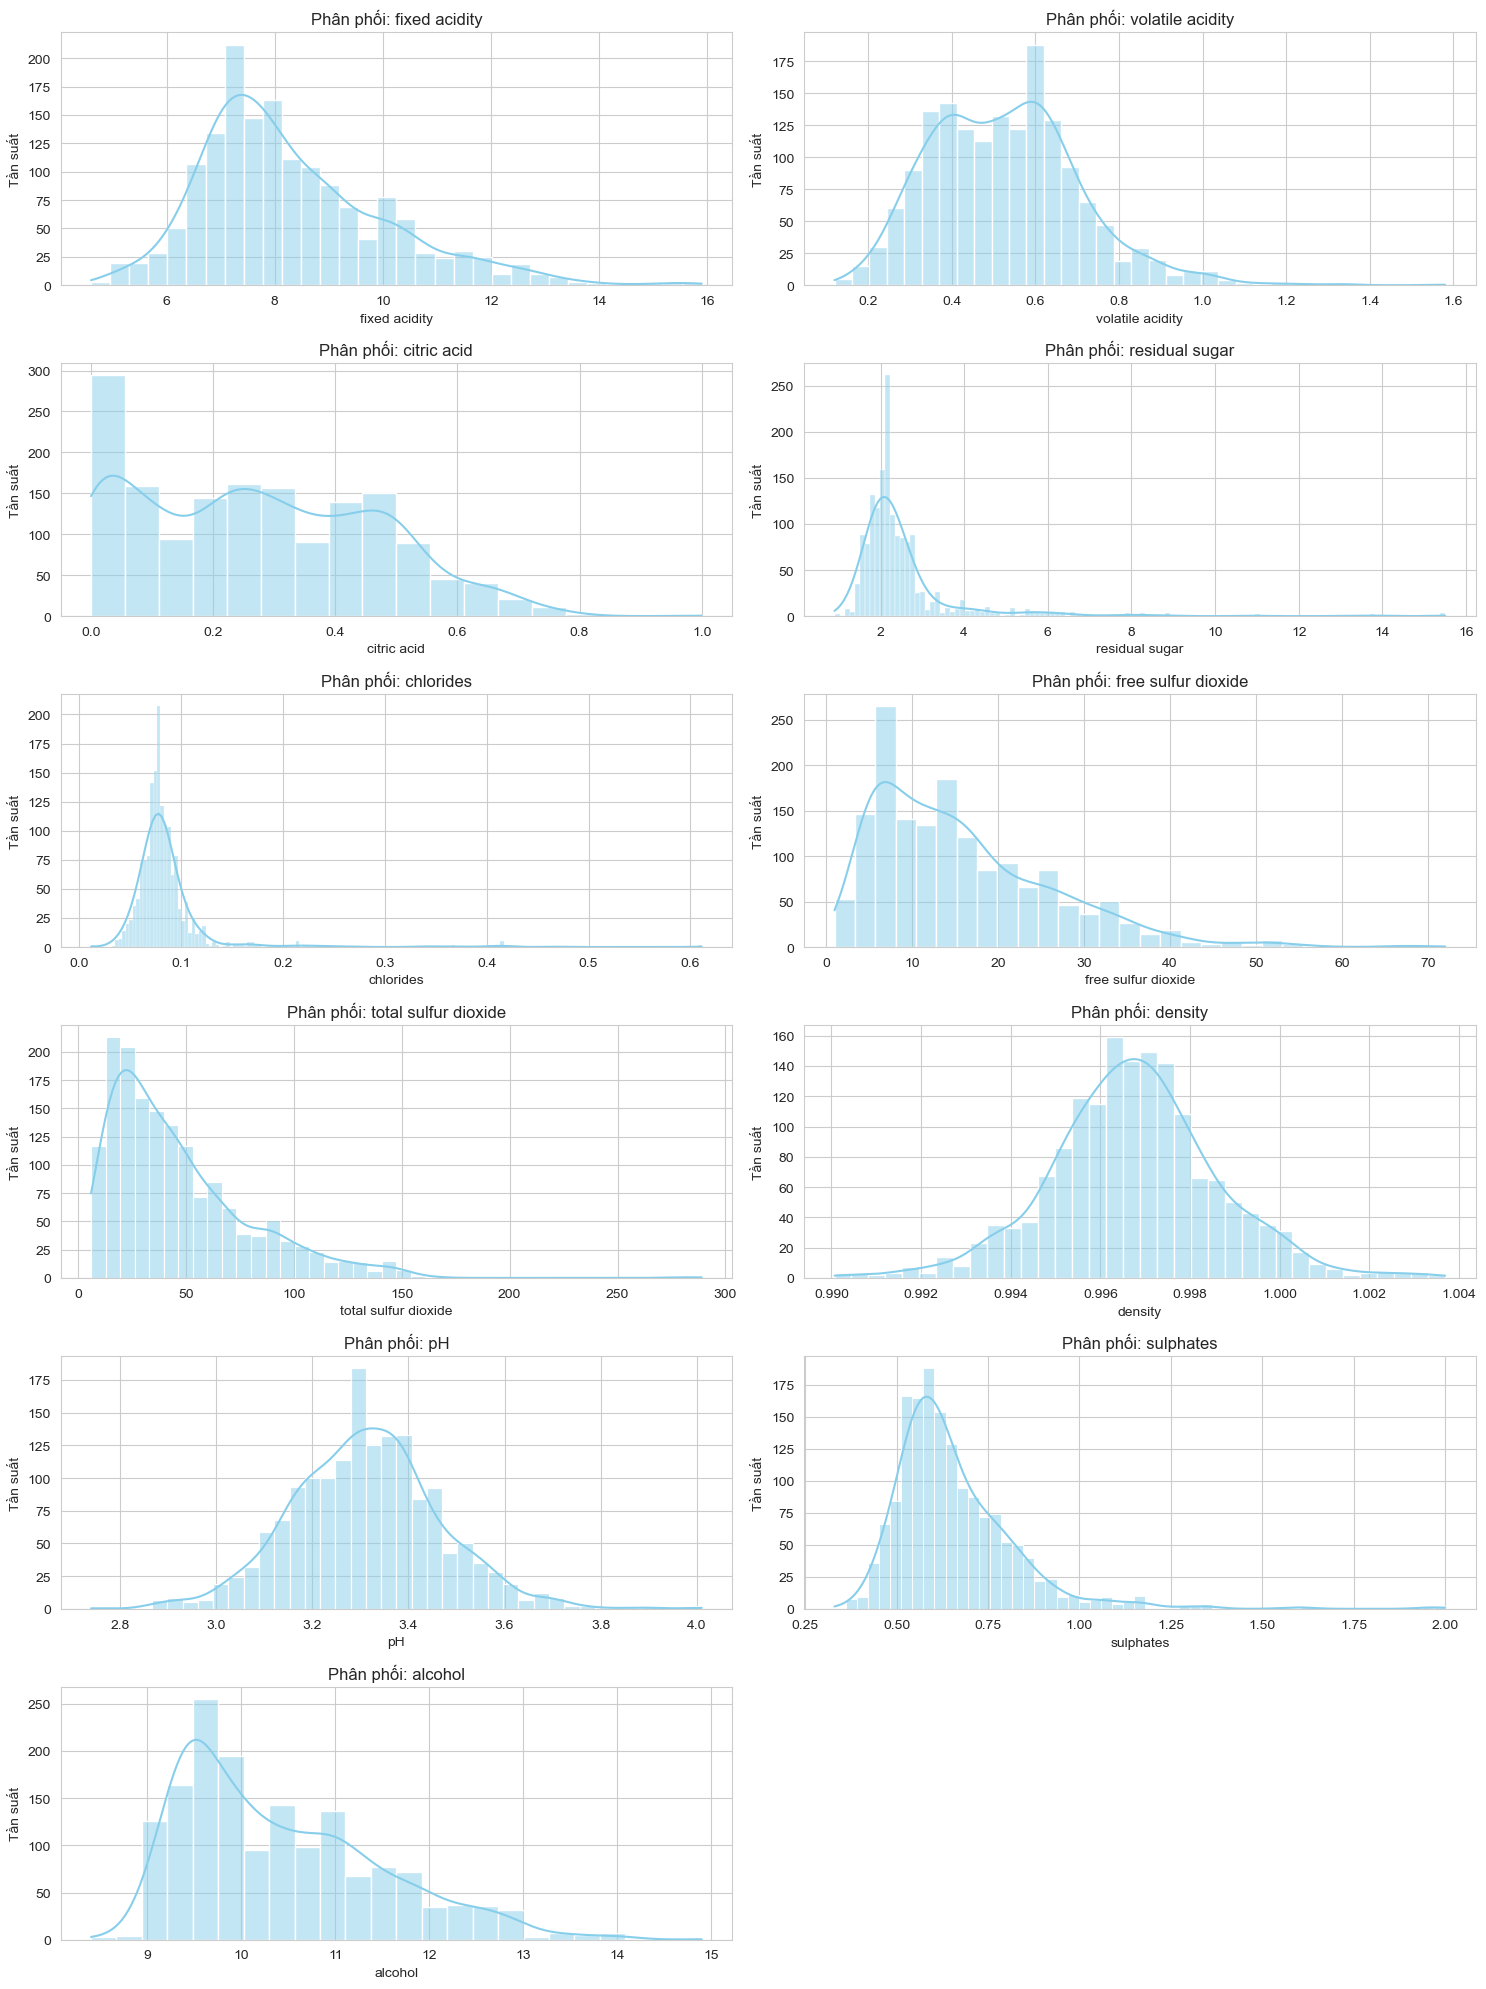 Phân phối: fixed acidity
Tần suất
200
175
150
125
100
75
50
25
0
6 8 10 12 14 16
fixed acidity
Phân phối: volatile acidity
Tần suất
175
150
125
100
75
50
25
0
0.2 0.4 0.6 0.8 1.0 1.2 1.4 1.6
volatile acidity
Phân phối: citric acid
Tần suất
300
250
200
150
100
50
0
0.0 0.2 0.4 0.6 0.8 1.0
citric acid
Phân phối: residual sugar
Tần suất
250
200
150
100
50
0
2 4 6 8 10 12 14 16
residual sugar
Phân phối: chlorides
Tần suất
200
175
150
125
100
75
50
25
0
0.0 0.1 0.2 0.3 0.4 0.5 0.6
chlorides
Phân phối: free sulfur dioxide
Tần suất
250
200
150
100
50
0
0 10 20 30 40 50 60 70
free sulfur dioxide
Phân phối: total sulfur dioxide
Tần suất
200
175
150
125
100
75
50
25
0
0 50 100 150 200 250 300
total sulfur dioxide
Phân phối: density
Tần suất
160
140
120
100
80
60
40
20
0
0.990 0.992 0.994 0.996 0.998 1.000 1.002 1.004
density
Phân phối: pH
Tần suất
175
150
125
100
75
50
25
0
2.8 3.0 3.2 3.4 3.6 3.8 4.0
pH
Phân phối: sulphates
Tần suất
175
150
125
100
75
50
25
0
0.25 0.50 0.75 1.00 1.25 1.50 1.75 2.00
sulphates
Phân phối: alcohol
Tần suất
250
200
150
100
50
0
9 10 11 12 13 14 15
alcohol